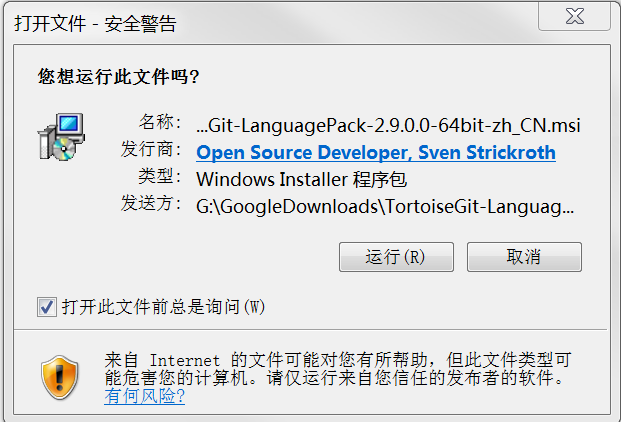 打开文件 - 安全警告
您想运行此文件吗?
名称: ...Git-LanguagePack-2.9.0.0-64bit-zh_CN.msi
发行商: Open Source Developer, Sven Strickroth
类型: Windows Installer 程序包
发送方: G:\GoogleDownloads\TortoiseGit-Languag...
运行(R) 取消
打开此文件前总是询问(W)
来自 Internet 的文件可能对您有所帮助，但此文件类型可
能危害您的计算机。请仅运行来自您信任的发布者的软件。
有何风险?